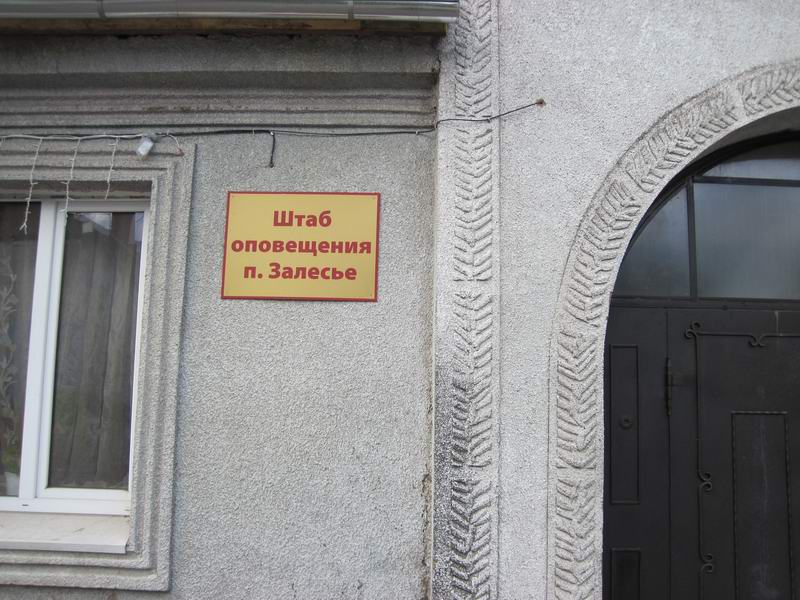 Штаб
оповещения
п. Залесье